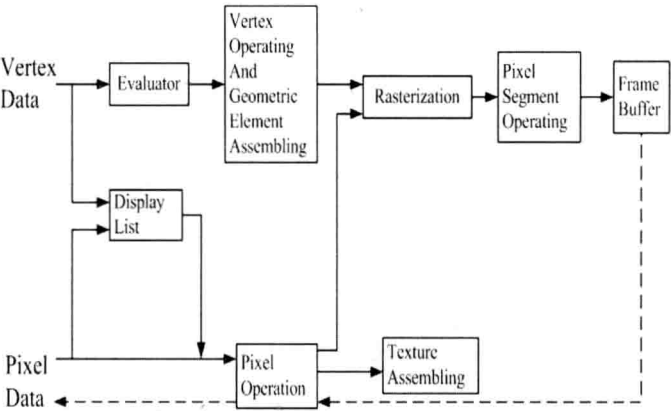 Vertex
Data
Evaluator
Vertex
Operating
And
Geometric
Element
Assembling
Rasterization
Pixel
Segment
Operating
Frame
Buffer
Display
List
Pixel
Data
Pixel
Operation
Texture
Assembling